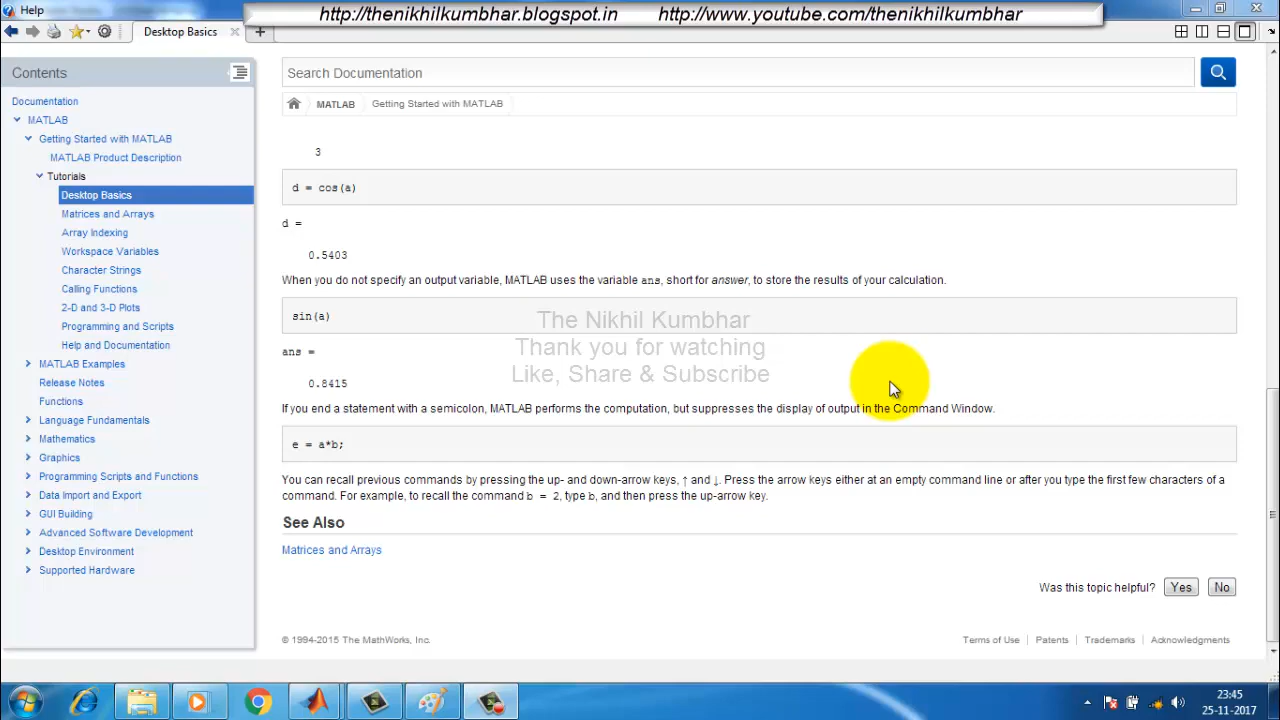 Help
http://thenikhilkumbhar.blogspot.in http://www.youtube.com/thenikhilkumbhar
Desktop Basics
Contents
Search Documentation
Documentation
MATLAB
Getting Started with MATLAB
MATLAB
Getting Started with MATLAB
MATLAB Product Description
Tutorials
Desktop Basics
Matrices and Arrays
Array Indexing
Workspace Variables
Character Strings
Calling Functions
2-D and 3-D Plots
Programming and Scripts
Help and Documentation
MATLAB Examples
Release Notes
Functions
Language Fundamentals
Mathematics
Graphics
Programming Scripts and Functions
Data Import and Export
GUI Building
Advanced Software Development
Desktop Environment
Supported Hardware
3
d = cos(a)
d =
0.5403
When you do not specify an output variable, MATLAB uses the variable ans, short for answer, to store the results of your calculation.
sin(a)
The Nikhil Kumbhar
Thank you for watching
Like, Share & Subscribe
ans =
0.8415
If you end a statement with a semicolon, MATLAB performs the computation, but suppresses the display of output in the Command Window.
e = a*b;
You can recall previous commands by pressing the up- and down-arrow keys, ↑ and ↓. Press the arrow keys either at an empty command line or after you type the first few characters of a
command. For example, to recall the command b = 2, type b, and then press the up-arrow key.
See Also
Matrices and Arrays
Was this topic helpful? Yes No
© 1994-2015 The MathWorks, Inc.
Terms of Use Patents Trademarks Acknowledgments
23:45
25-11-2017